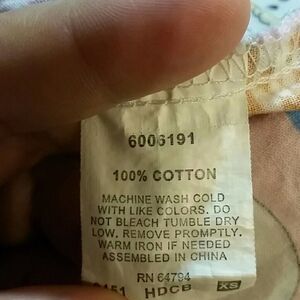 6006191
100% COTTON
MACHINE WASH COLD
WITH LIKE COLORS. DO
NOT BLEACH TUMBLE DRY
LOW. REMOVE PROMPTLY.
WARM IRON IF NEEDED
ASSEMBLED IN CHINA
RN 64794
HDCB XS